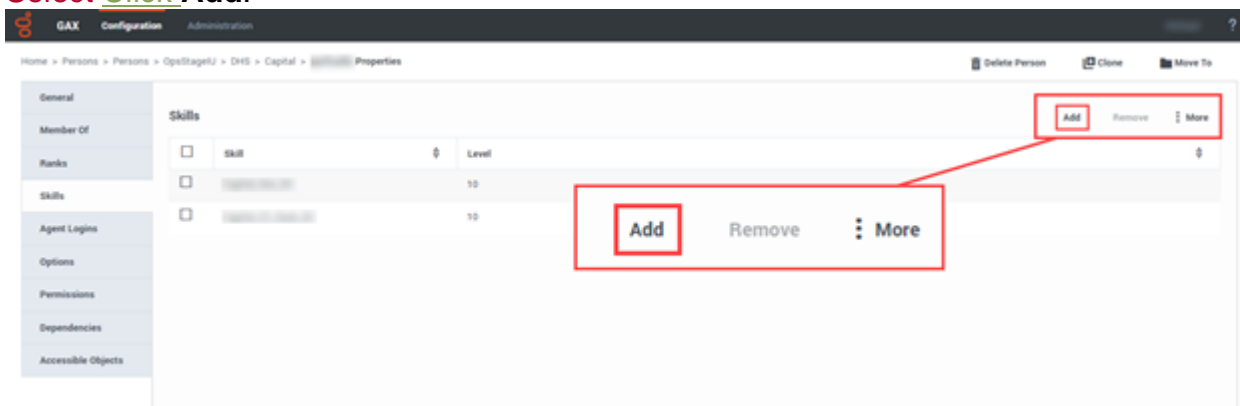 Select Click Add.
GAX Configuration Administration ?
Home > Persons > Persons > OpsStageIU > DHS > Capital > Properties Delete Person Clone Move To
General
Member Of
Ranks
Skills
Agent Logins
Options
Permissions
Dependencies
Accessible Objects
Skills Add Remove More
Skill Level
10
10
Add Remove More